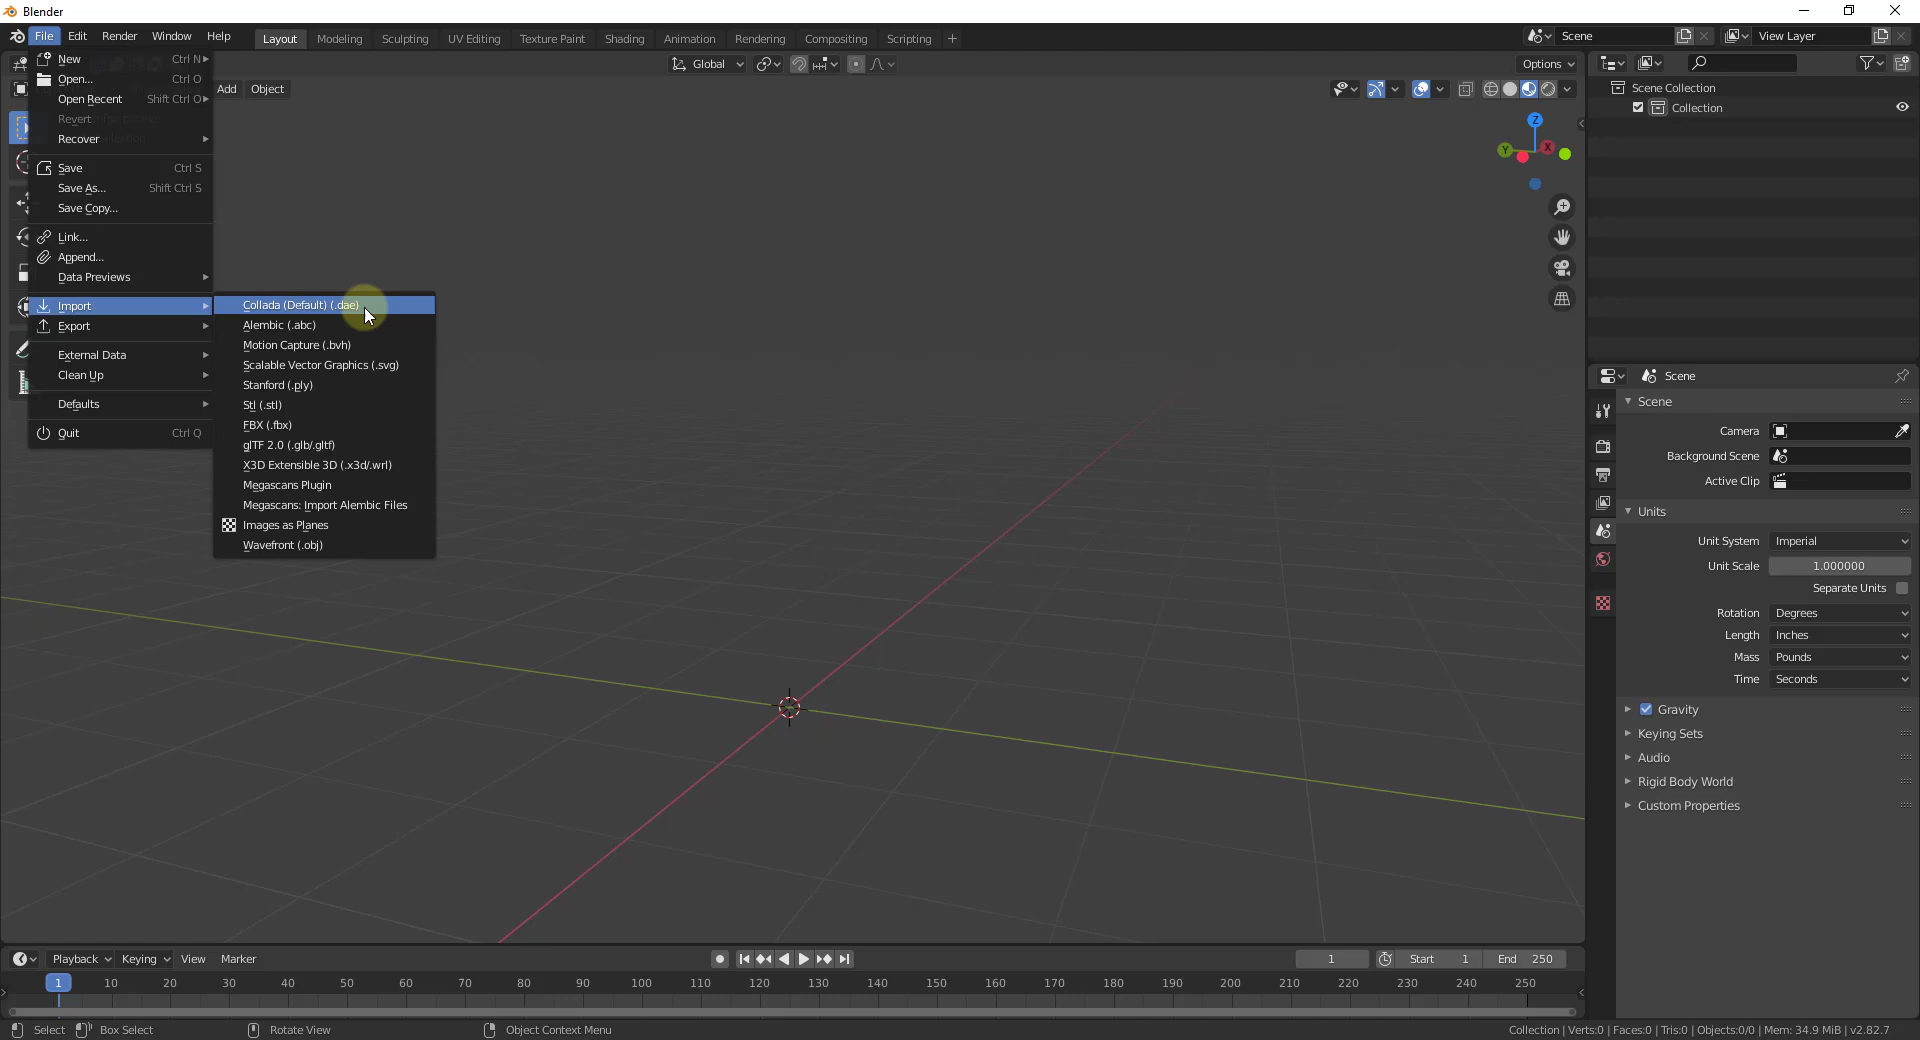 Blender
File Edit Render Window Help Layout Modeling Sculpting UV Editing Texture Paint Shading Animation Rendering Compositing Scripting + Scene View Layer
Global Options
Add Object
New Ctrl N
Open... Ctrl O
Open Recent Shift Ctrl O
Revert
Recover
Save Ctrl S
Save As... Shift Ctrl S
Save Copy...
Link...
Append...
Data Previews
Import
Export
External Data
Clean Up
Defaults
Quit Ctrl Q
Collada (Default) (.dae)
Alembic (.abc)
Motion Capture (.bvh)
Scalable Vector Graphics (.svg)
Stanford (.ply)
Stl (.stl)
FBX (.fbx)
glTF 2.0 (.glb/.gltf)
X3D Extensible 3D (.x3d/.wrl)
Megascans Plugin
Megascans: Import Alembic Files
Images as Planes
Wavefront (.obj)
Z
Y X
Scene Collection
Collection
Scene
Scene
Camera
Background Scene
Active Clip
Units
Unit System Imperial
Unit Scale 1.000000
Separate Units
Rotation Degrees
Length Inches
Mass Pounds
Time Seconds
Gravity
Keying Sets
Audio
Rigid Body World
Custom Properties
Playback Keying View Marker 1 Start 1 End 250
1 10 20 30 40 50 60 70 80 90 100 110 120 130 140 150 160 170 180 190 200 210 220 230 240 250
Select Box Select Rotate View Object Context Menu Collection | Verts:0 | Faces:0 | Tris:0 | Objects:0/0 | Mem: 34.9 MiB | v2.82.7